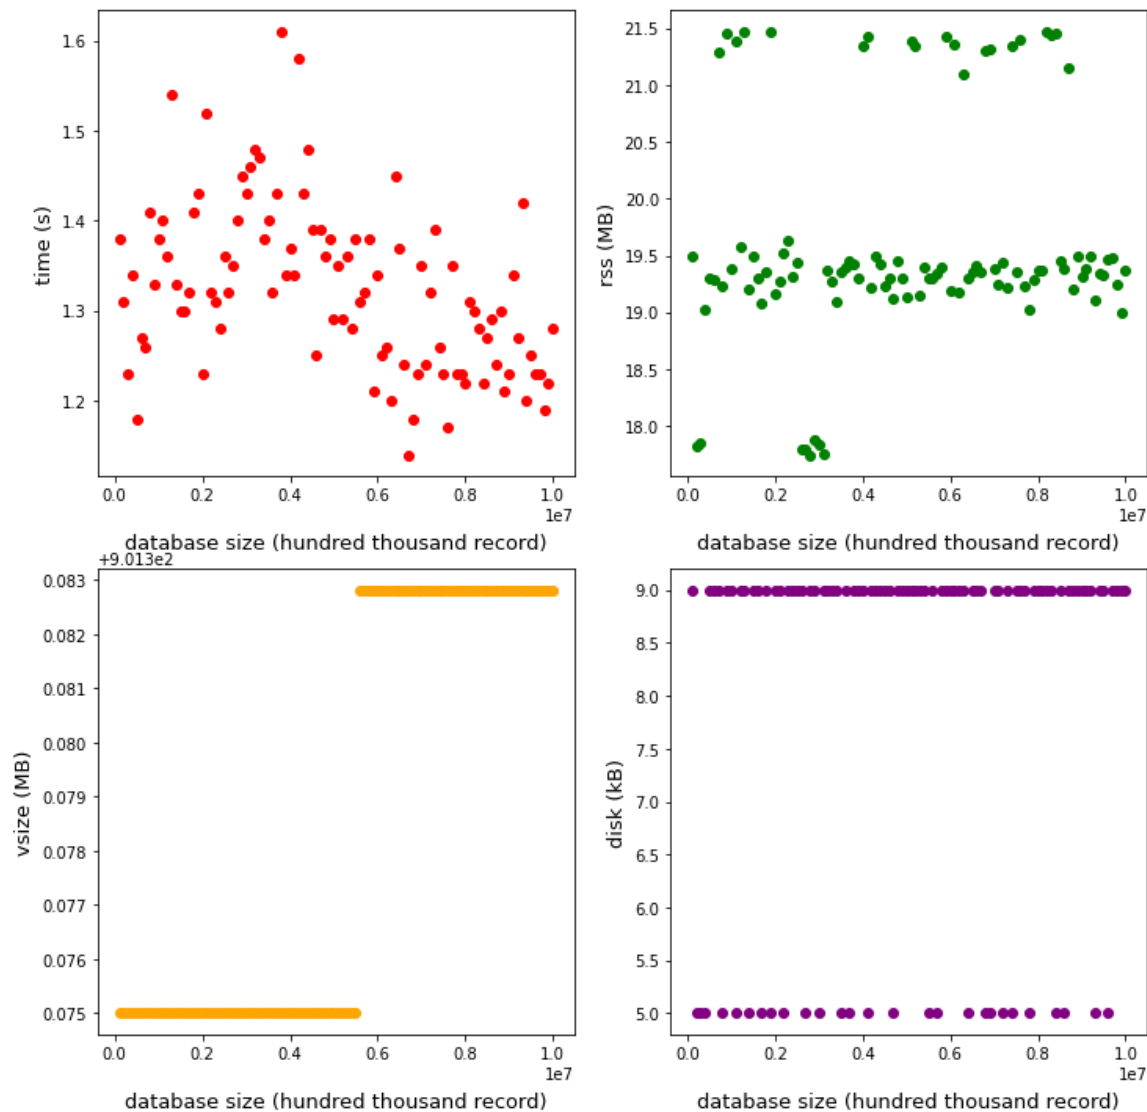 1.6
1.5
1.4
1.3
1.2
time (s)
0.0 0.2 0.4 0.6 0.8 1.0
1e7
database size (hundred thousand record)
21.5
21.0
20.5
20.0
19.5
19.0
18.5
18.0
rss (MB)
0.0 0.2 0.4 0.6 0.8 1.0
1e7
database size (hundred thousand record)
+9.013e2
0.083
0.082
0.081
0.080
0.079
0.078
0.077
0.076
0.075
vsize (MB)
0.0 0.2 0.4 0.6 0.8 1.0
1e7
database size (hundred thousand record)
9.0
8.5
8.0
7.5
7.0
6.5
6.0
5.5
5.0
disk (kB)
0.0 0.2 0.4 0.6 0.8 1.0
1e7
database size (hundred thousand record)